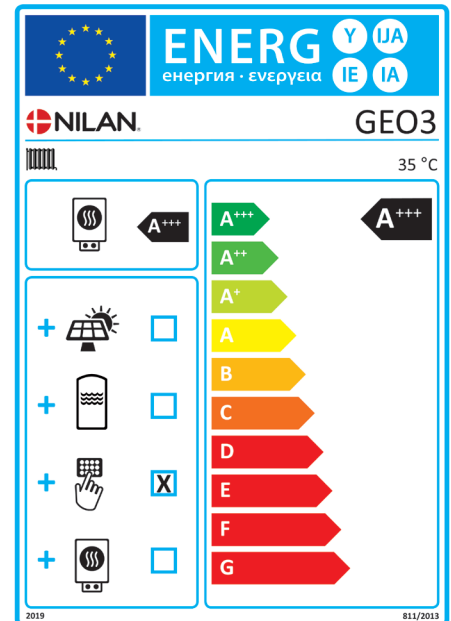 ENERG Y IJA
енергия · ενεργεια IE IA
NILAN GEO3
35 °C
A+++
A+++ A+++
A++
A+
A
+
B
+
C
D
+ X
E
F
+
G
2019 811/2013